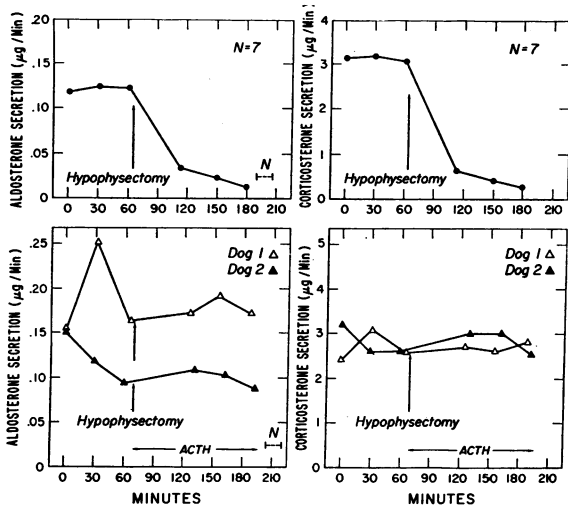 ALDOSTERONE SECRETION (µg/Min)
.20
.15
.10
.05
0
N=7
Hypophysectomy
N
0 30 60 90 120 150 180 210
MINUTES
CORTICOSTERONE SECRETION (µg/Min)
4
3
2
1
0
N=7
Hypophysectomy
0 30 60 90 120 150 180 210
MINUTES
ALDOSTERONE SECRETION (µg/Min)
.25
.20
.15
.10
.05
0
Dog 1 △
Dog 2 ▲
Hypophysectomy
ACTH
N
0 30 60 90 120 150 180 210
MINUTES
CORTICOSTERONE SECRETION (µg/Min)
5
4
3
2
1
0
Dog 1 △
Dog 2 ▲
Hypophysectomy
ACTH
0 30 60 90 120 150 180 210
MINUTES